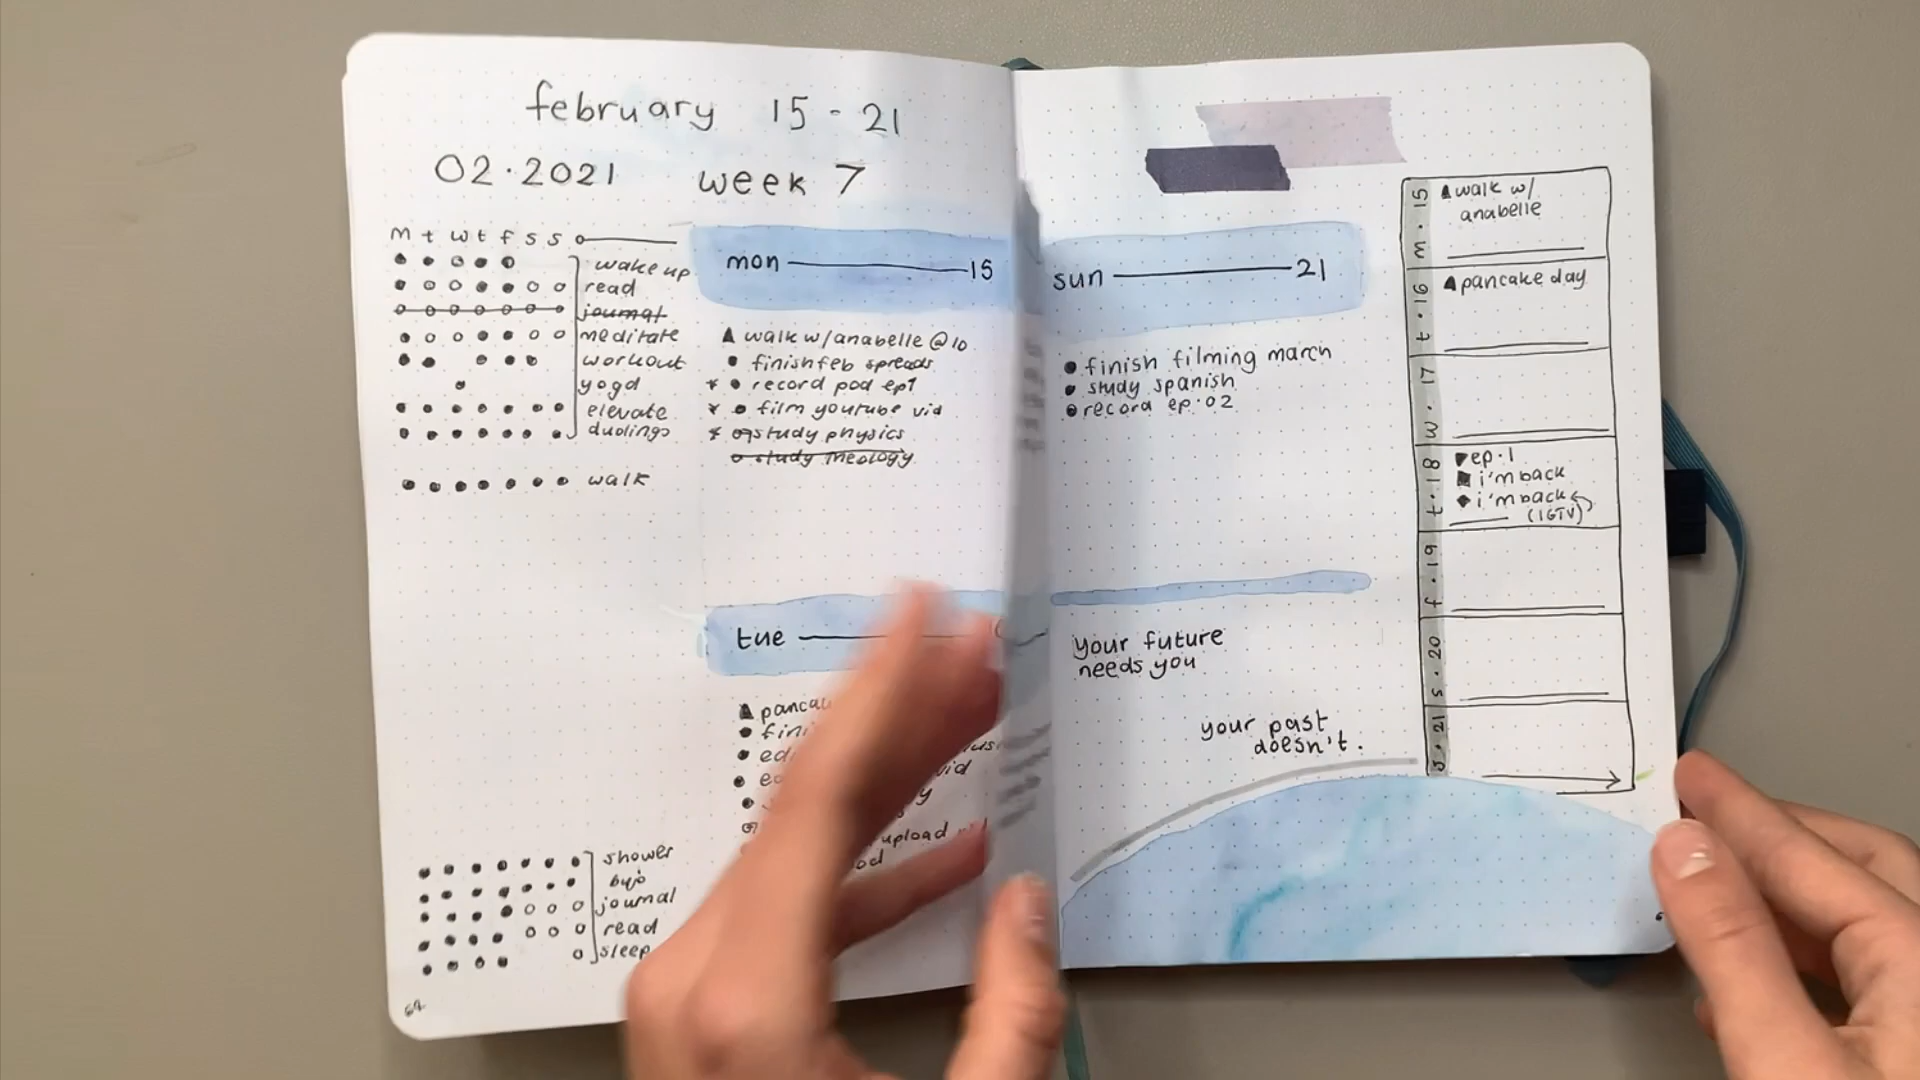 february 15 - 21
02.2021 week 7
m t w t f s s
wake up
read
journal
meditate
workout
yoga
elevate
duolingo
walk
shower
bujo
journal
read
sleep
64
mon 15
walk w/anabelle @10
finish feb spreads
record pod ep1
film youtube vid
study physics
study theology
tue
upload
sun 21
finish filming march
study spanish
record ep.02
your future
needs you
your past
doesn't.
m. 15
walk w/
anabelle
t. 16
pancake day
w. 17
t. 18
ep.1
i'm back
i'm back
(IGTV)
f. 19
s. 20
s. 21